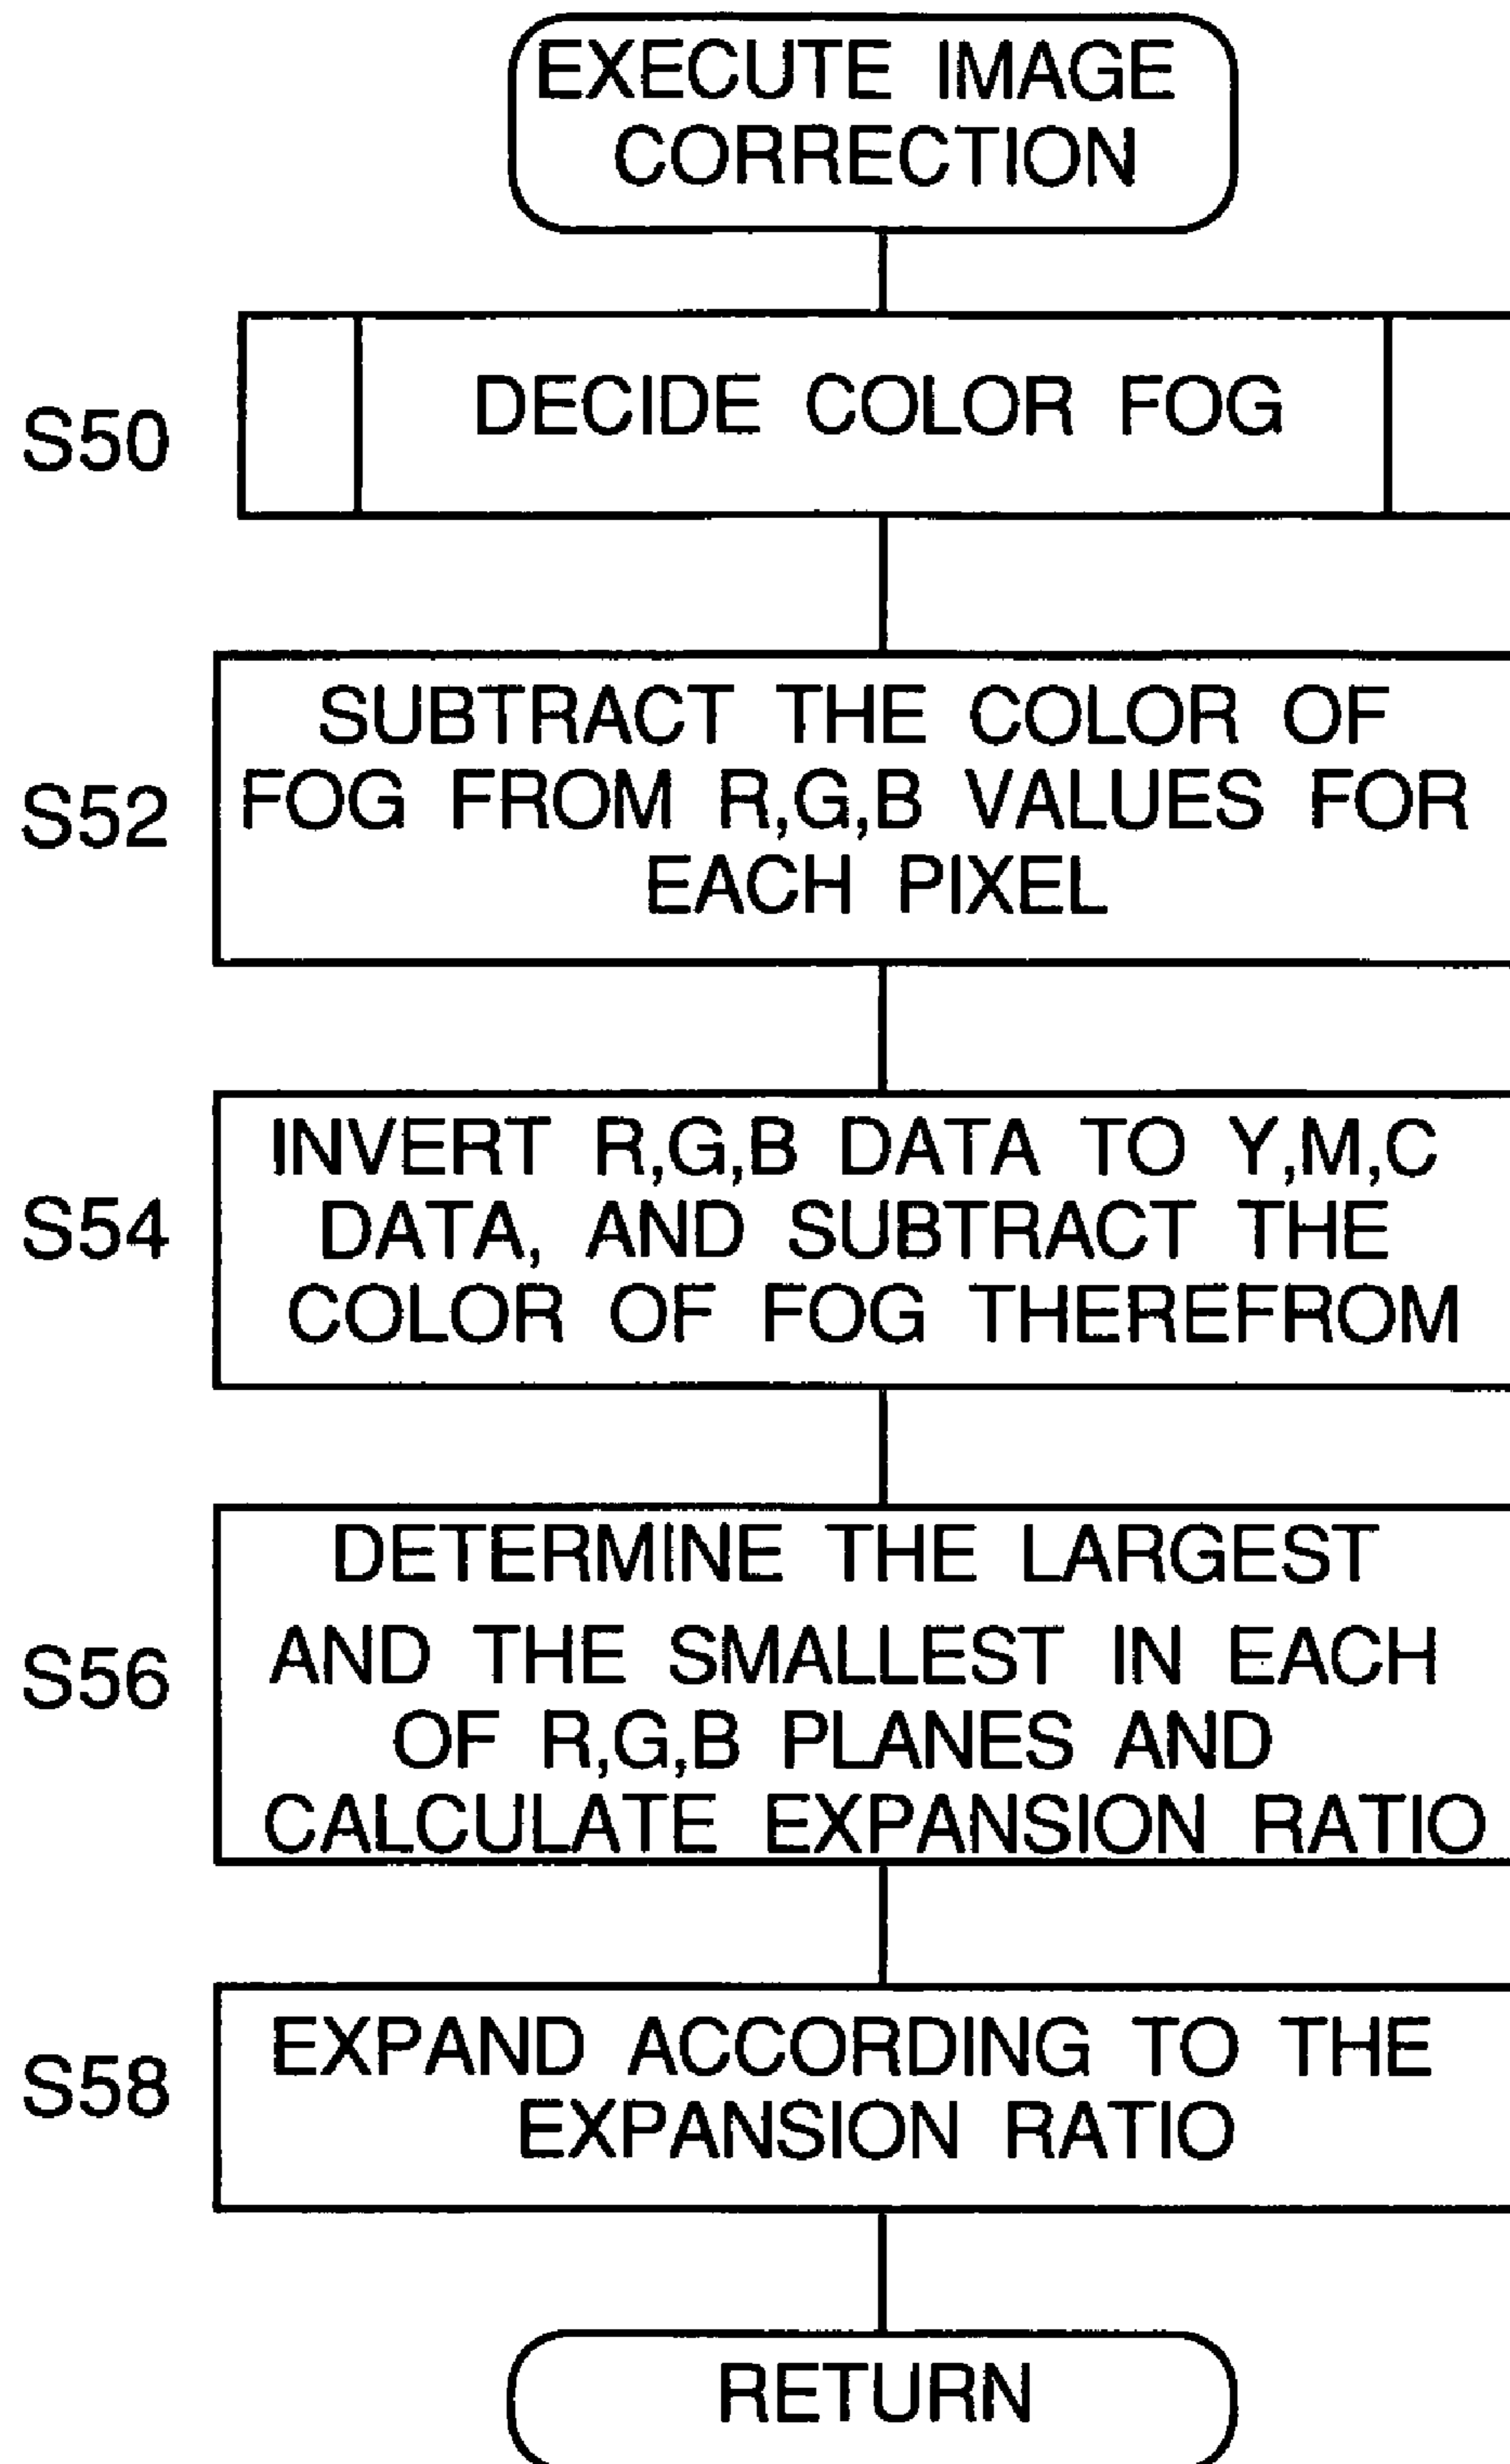 EXECUTE IMAGE
CORRECTION
S50
DECIDE COLOR FOG
S52
SUBTRACT THE COLOR OF
FOG FROM R,G,B VALUES FOR
EACH PIXEL
S54
INVERT R,G,B DATA TO Y,M,C
DATA, AND SUBTRACT THE
COLOR OF FOG THEREFROM
S56
DETERMINE THE LARGEST
AND THE SMALLEST IN EACH
OF R,G,B PLANES AND
CALCULATE EXPANSION RATIO
S58
EXPAND ACCORDING TO THE
EXPANSION RATIO
RETURN